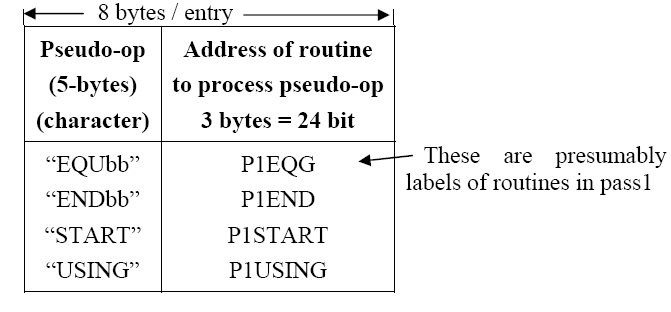 8 bytes / entry
Pseudo-op Address of routine
(5-bytes) to process pseudo-op
(character) 3 bytes = 24 bit
These are presumably
“EQUbb” P1EQG
labels of routines in pass1
“ENDbb” P1END
“START” P1START
“USING” P1USING